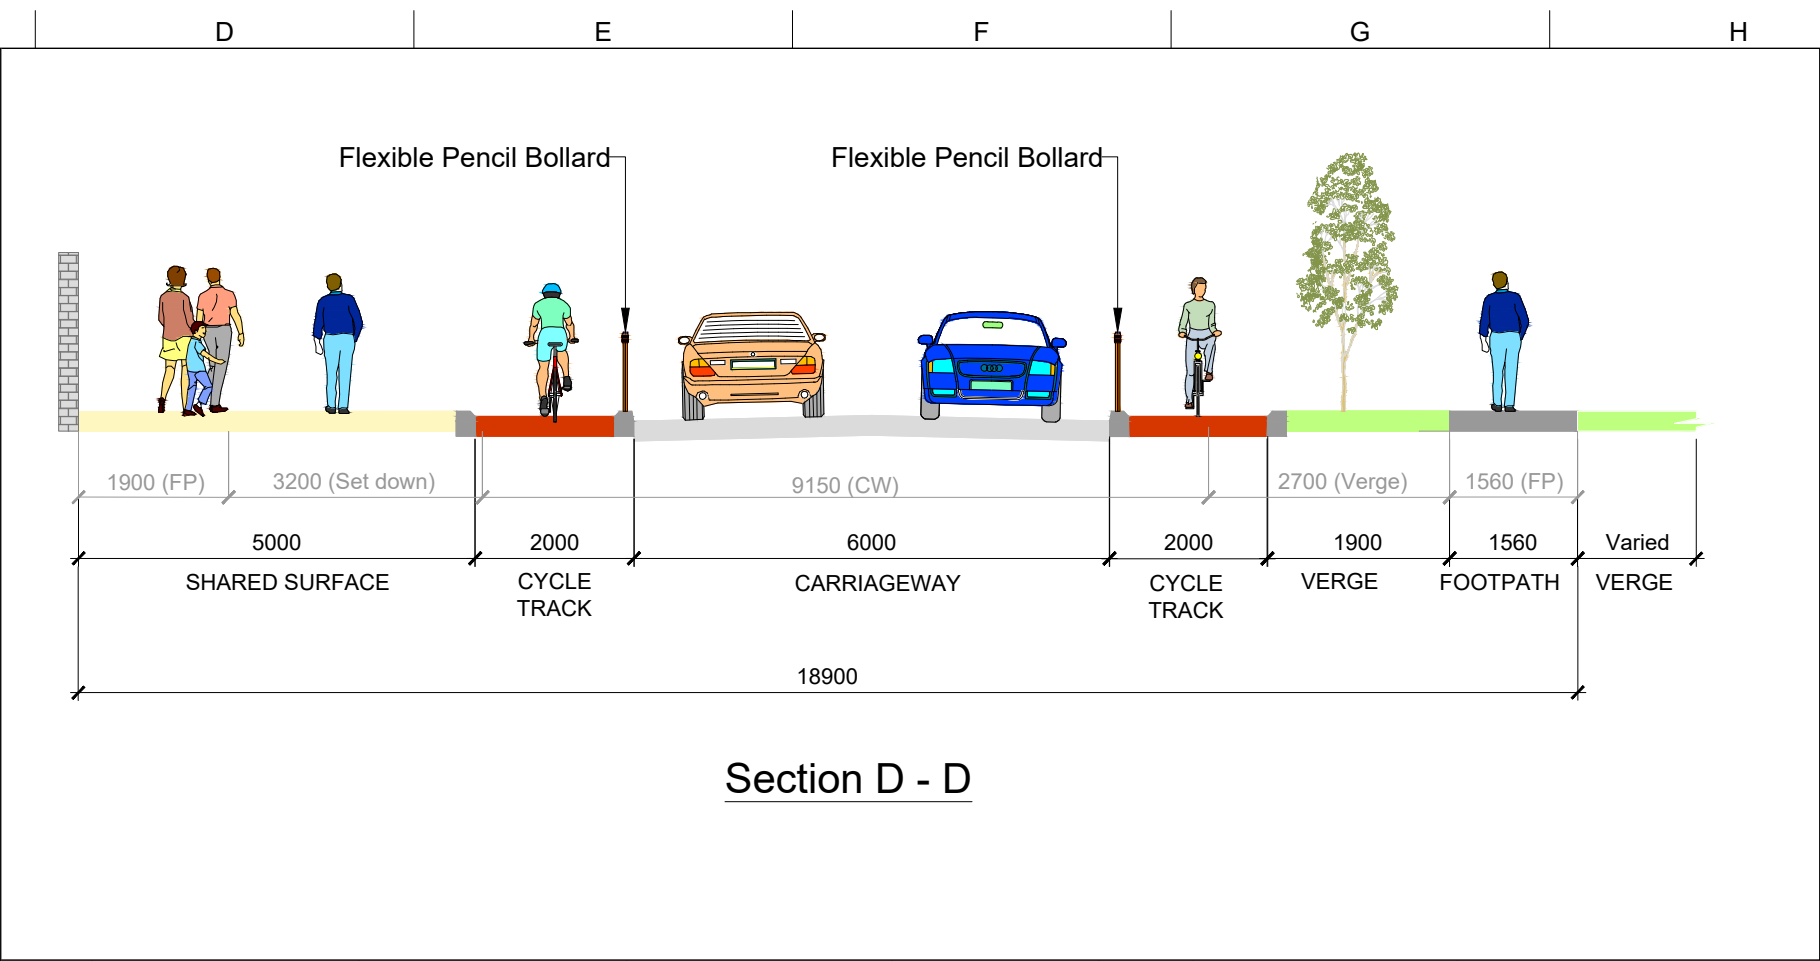 D E F G H
Flexible Pencil Bollard Flexible Pencil Bollard
1900 (FP) 3200 (Set down) 9150 (CW) 2700 (Verge) 1560 (FP)
5000 2000 6000 2000 1900 1560 Varied
SHARED SURFACE CYCLE CARRIAGEWAY CYCLE VERGE FOOTPATH VERGE
TRACK TRACK
18900
Section D - D